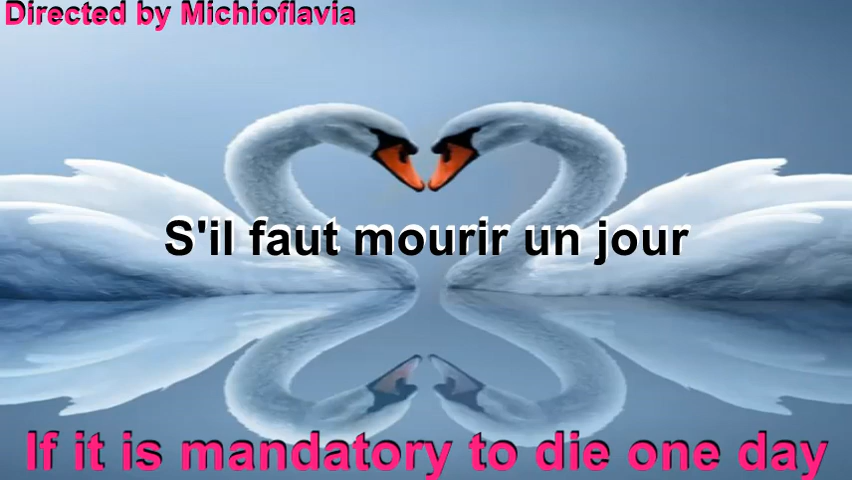 Directed by Michioflavia
S'il faut mourir un jour
If it is mandatory to die one day